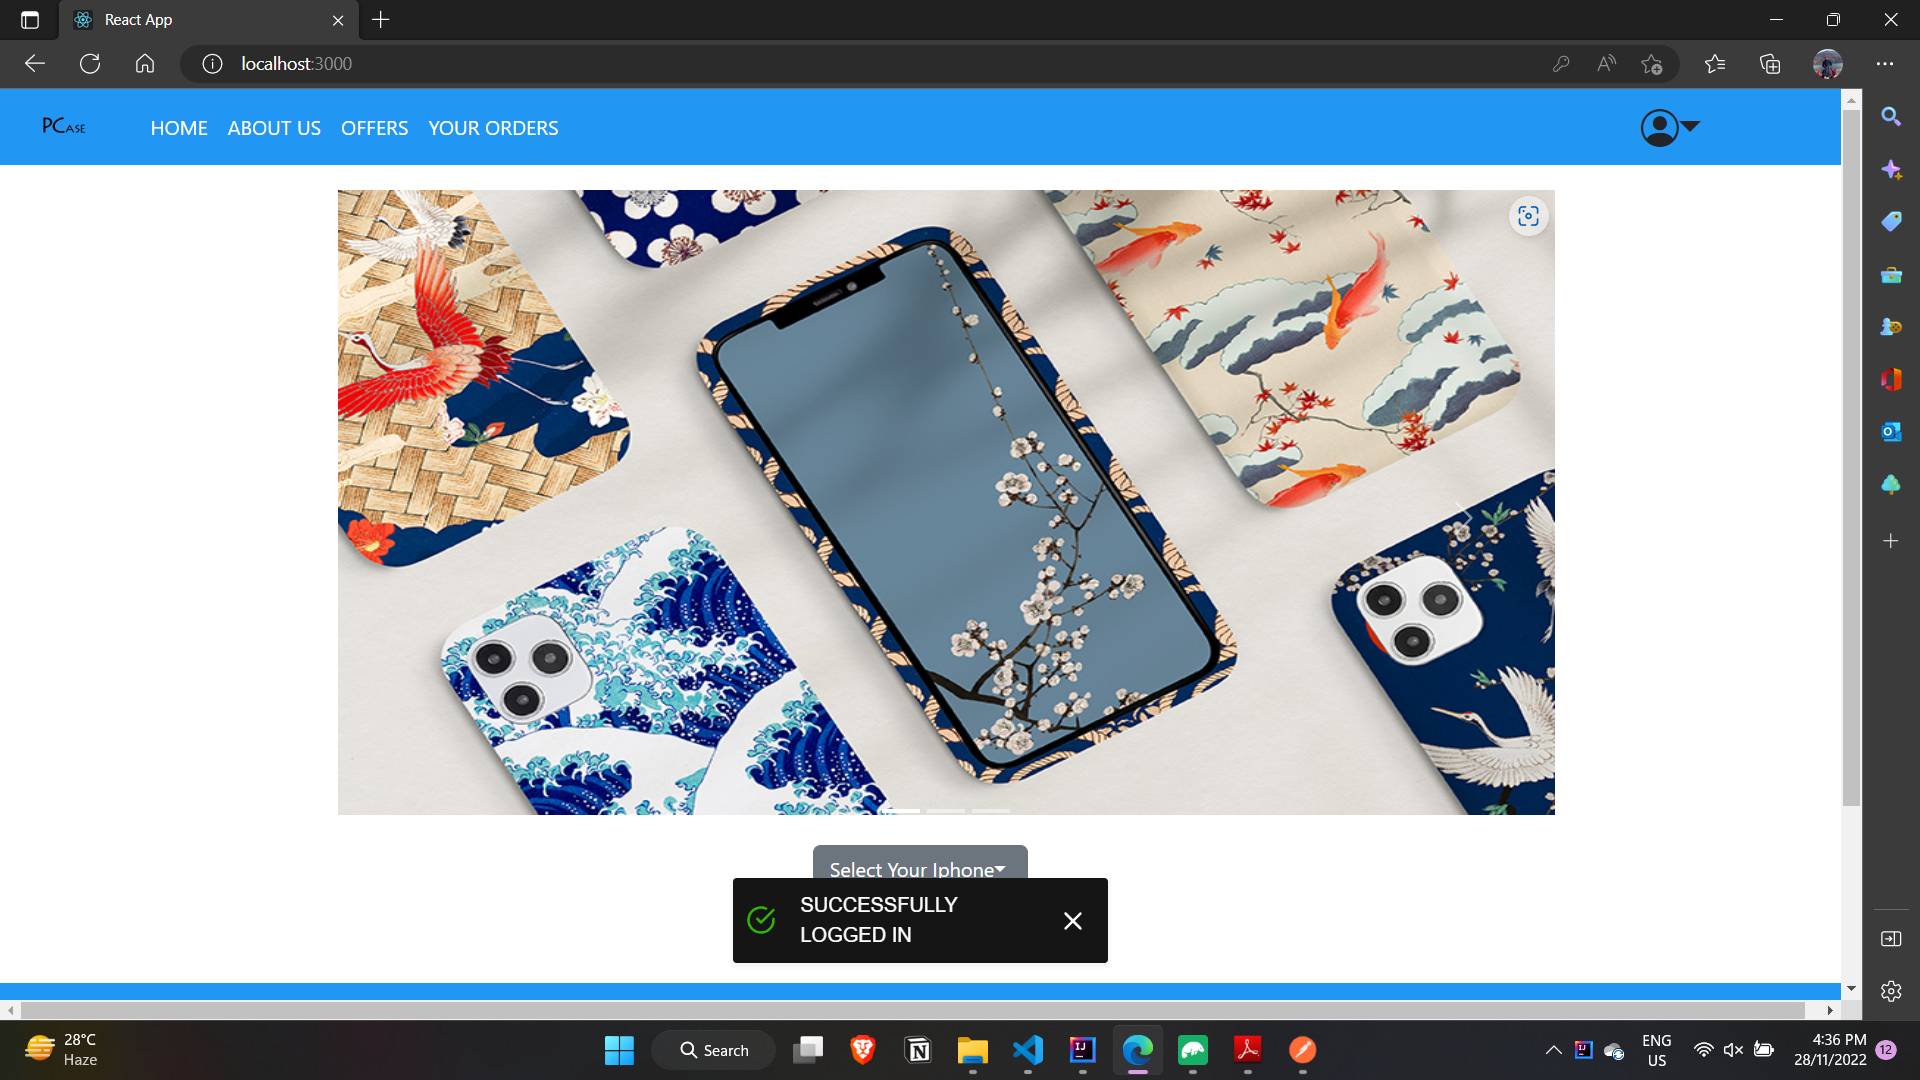 React App
localhost:3000
PCASE
HOME ABOUT US OFFERS YOUR ORDERS
Select Your Iphone
SUCCESSFULLY
LOGGED IN
28°C
Haze
Search
ENG
US
4:36 PM
28/11/2022
12